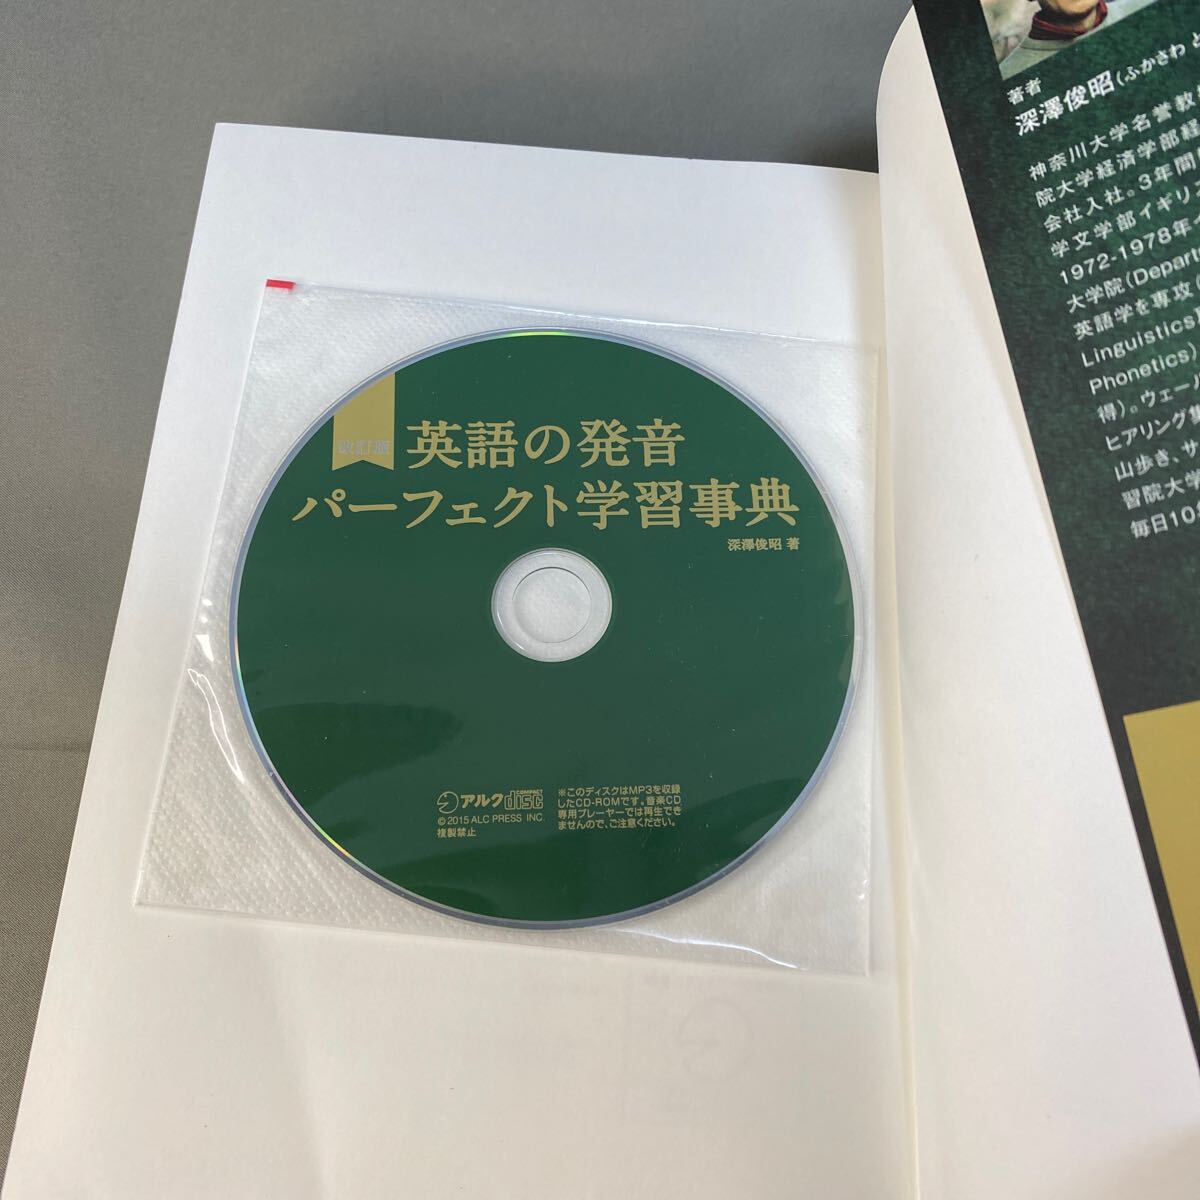 改訂版
英語の発音
パーフェクト学習事典
深澤俊昭 著
アルク
COMPACT
disc
© 2015 ALC PRESS INC.
複製禁止
※このディスクはMP3を収録
したCD-ROMです。音楽CD
専用プレーヤーでは再生でき
ませんので、ご注意ください。
著者
深澤俊昭(ふかさわ と
神奈川大学名誉教
院大学経済学部経
会社入社。3年間
学文学部イギリ
1972-1978年
大学院(Depart
英語学を専攻
Linguistics)
Phonetics)
得)。ウェー
ヒアリング
山歩き、サ
習院大学
毎日10